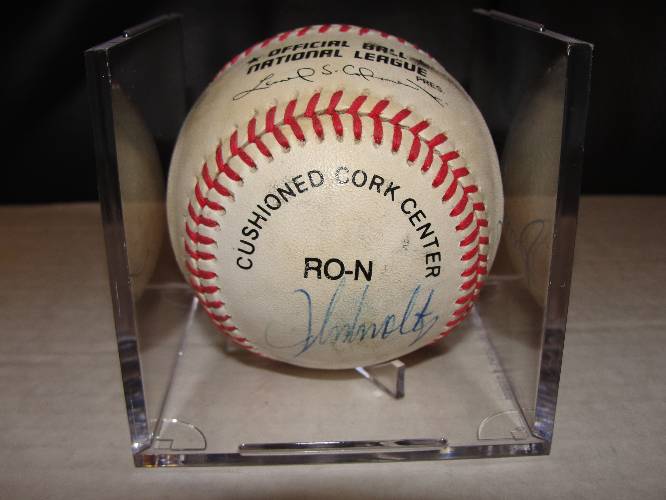 ★ OFFICIAL BALL
NATIONAL LEAGUE
PRES.
CUSHIONED CORK CENTER
RO-N